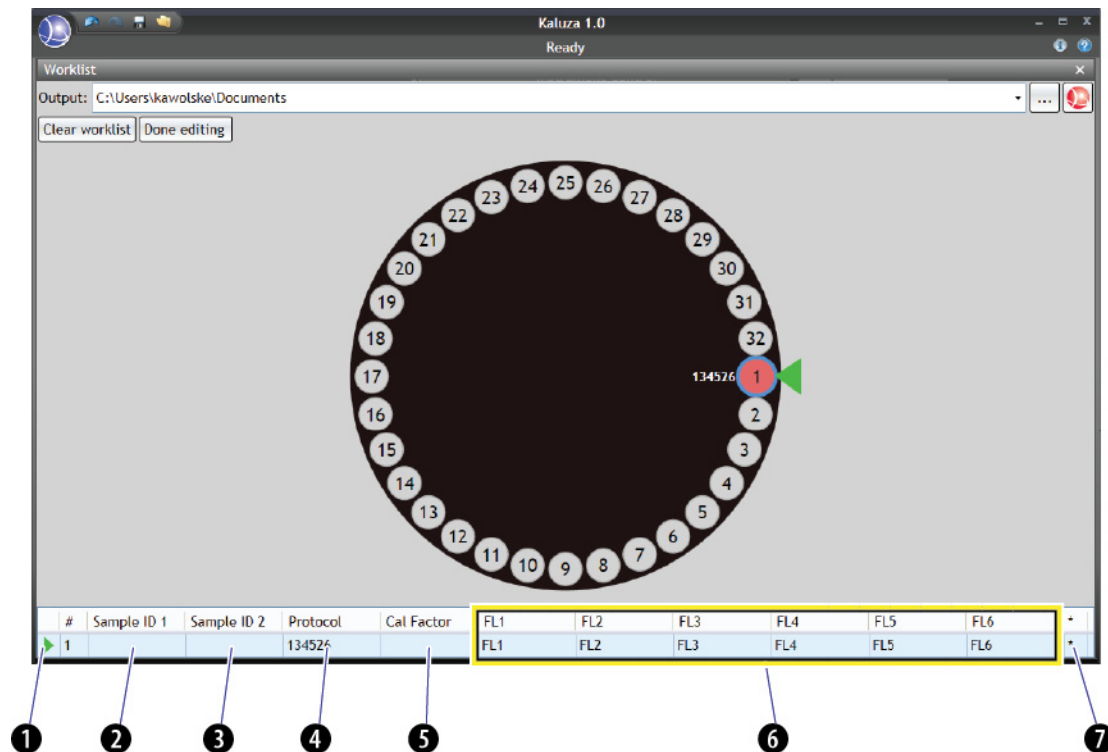 Kaluza 1.0
Ready
Worklist
Output: C:\Users\kawolske\Documents
...
Clear worklist Done editing
25
24 26
23 27
22 28
21 29
20 30
19 31
18 32
17 134526 1
16 2
15 3
14 4
13 5
12 6
11 7
10 9 8
# Sample ID 1 Sample ID 2 Protocol Cal Factor FL1 FL2 FL3 FL4 FL5 FL6 *
1 134526 FL1 FL2 FL3 FL4 FL5 FL6 *
1 2 3 4 5 6 7